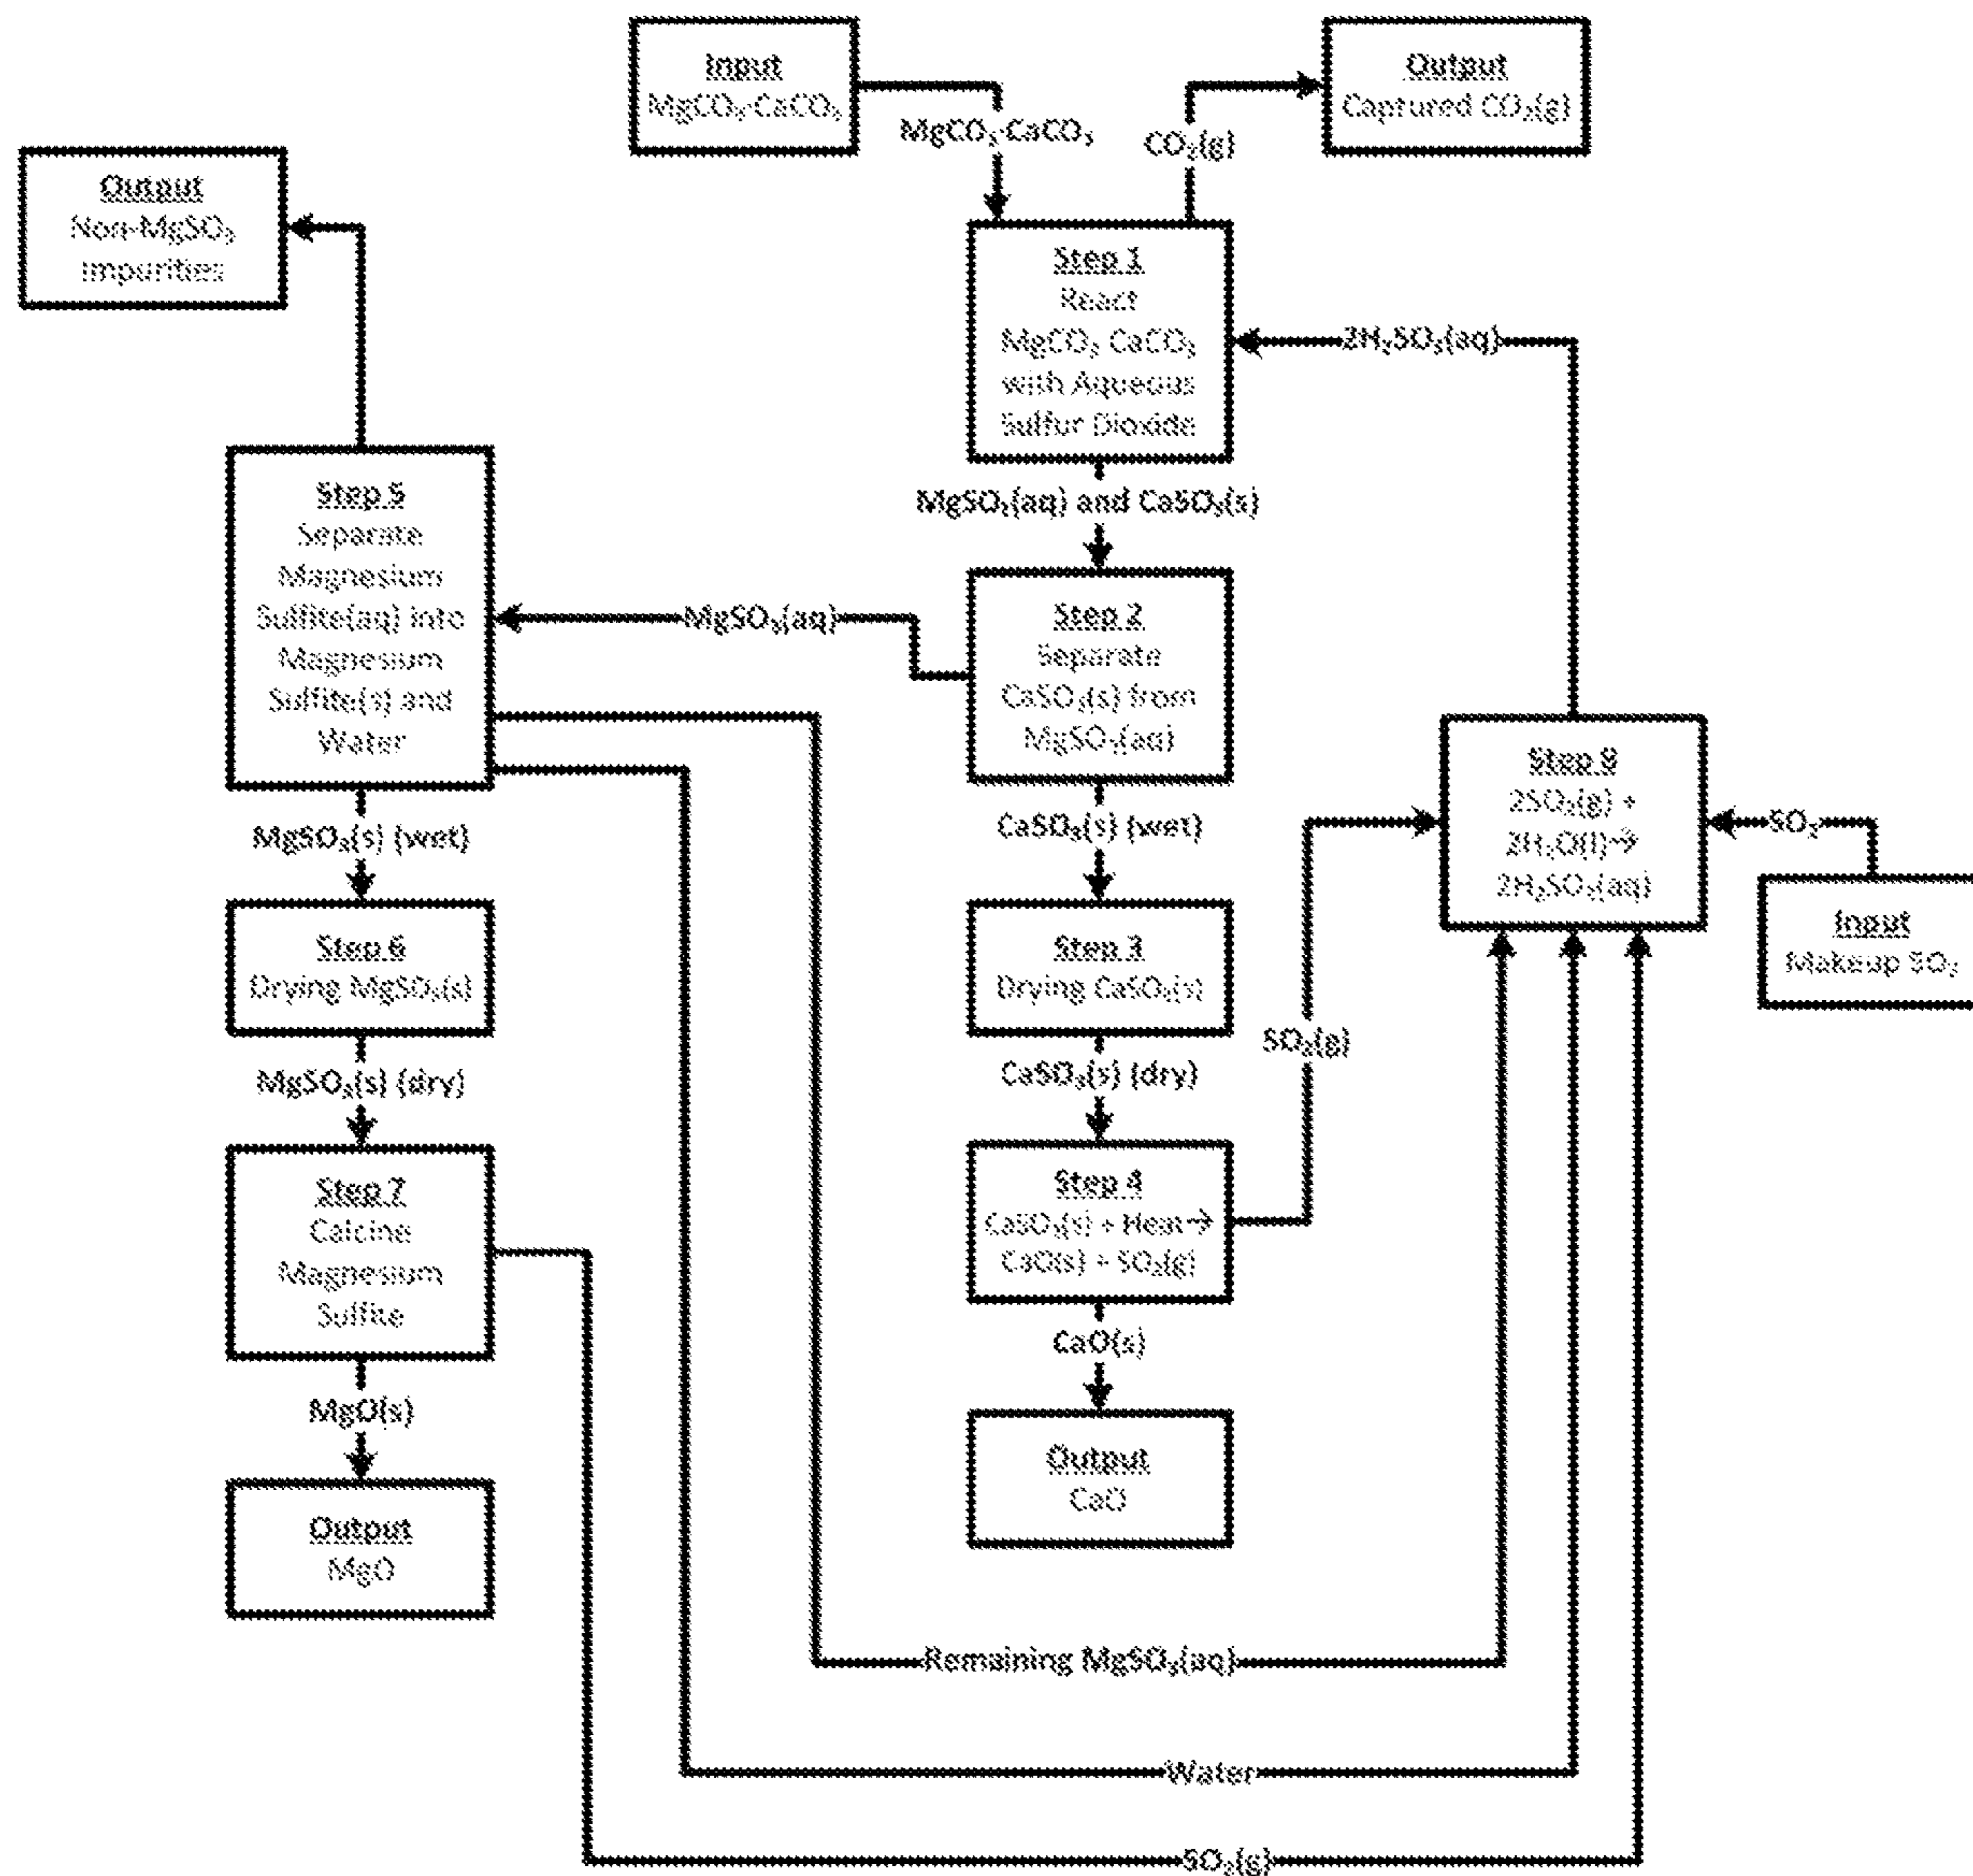 Input
MgCO₃·CaCO₃
Output
Captured CO₂(g)
MgCO₃·CaCO₃
CO₂(g)
Output
Non-MgSO₃
Impurities
Step 1
React
MgCO₃ CaCO₃
with Aqueous
Sulfur Dioxide
2H₂SO₃(aq)
MgSO₃(aq) and CaSO₃(s)
Step 5
Separate
Magnesium
Sulfite(aq) into
Magnesium
Sulfite(s) and
Water
MgSO₃(aq)
Step 2
Separate
CaSO₃(s) from
MgSO₃(aq)
Step 9
2SO₂(g) +
2H₂O(l)→
2H₂SO₃(aq)
SO₂
Input
Makeup SO₂
MgSO₃(s) (wet)
CaSO₃(s) (wet)
Step 6
Drying MgSO₃(s)
Step 3
Drying CaSO₃(s)
SO₂(g)
MgSO₃(s) (dry)
CaSO₃(s) (dry)
Step 7
Calcine
Magnesium
Sulfite
Step 4
CaSO₃(s) + Heat→
CaO(s) + SO₂(g)
MgO(s)
CaO(s)
Output
MgO
Output
CaO
Remaining MgSO₃(aq)
Water
SO₂(g)